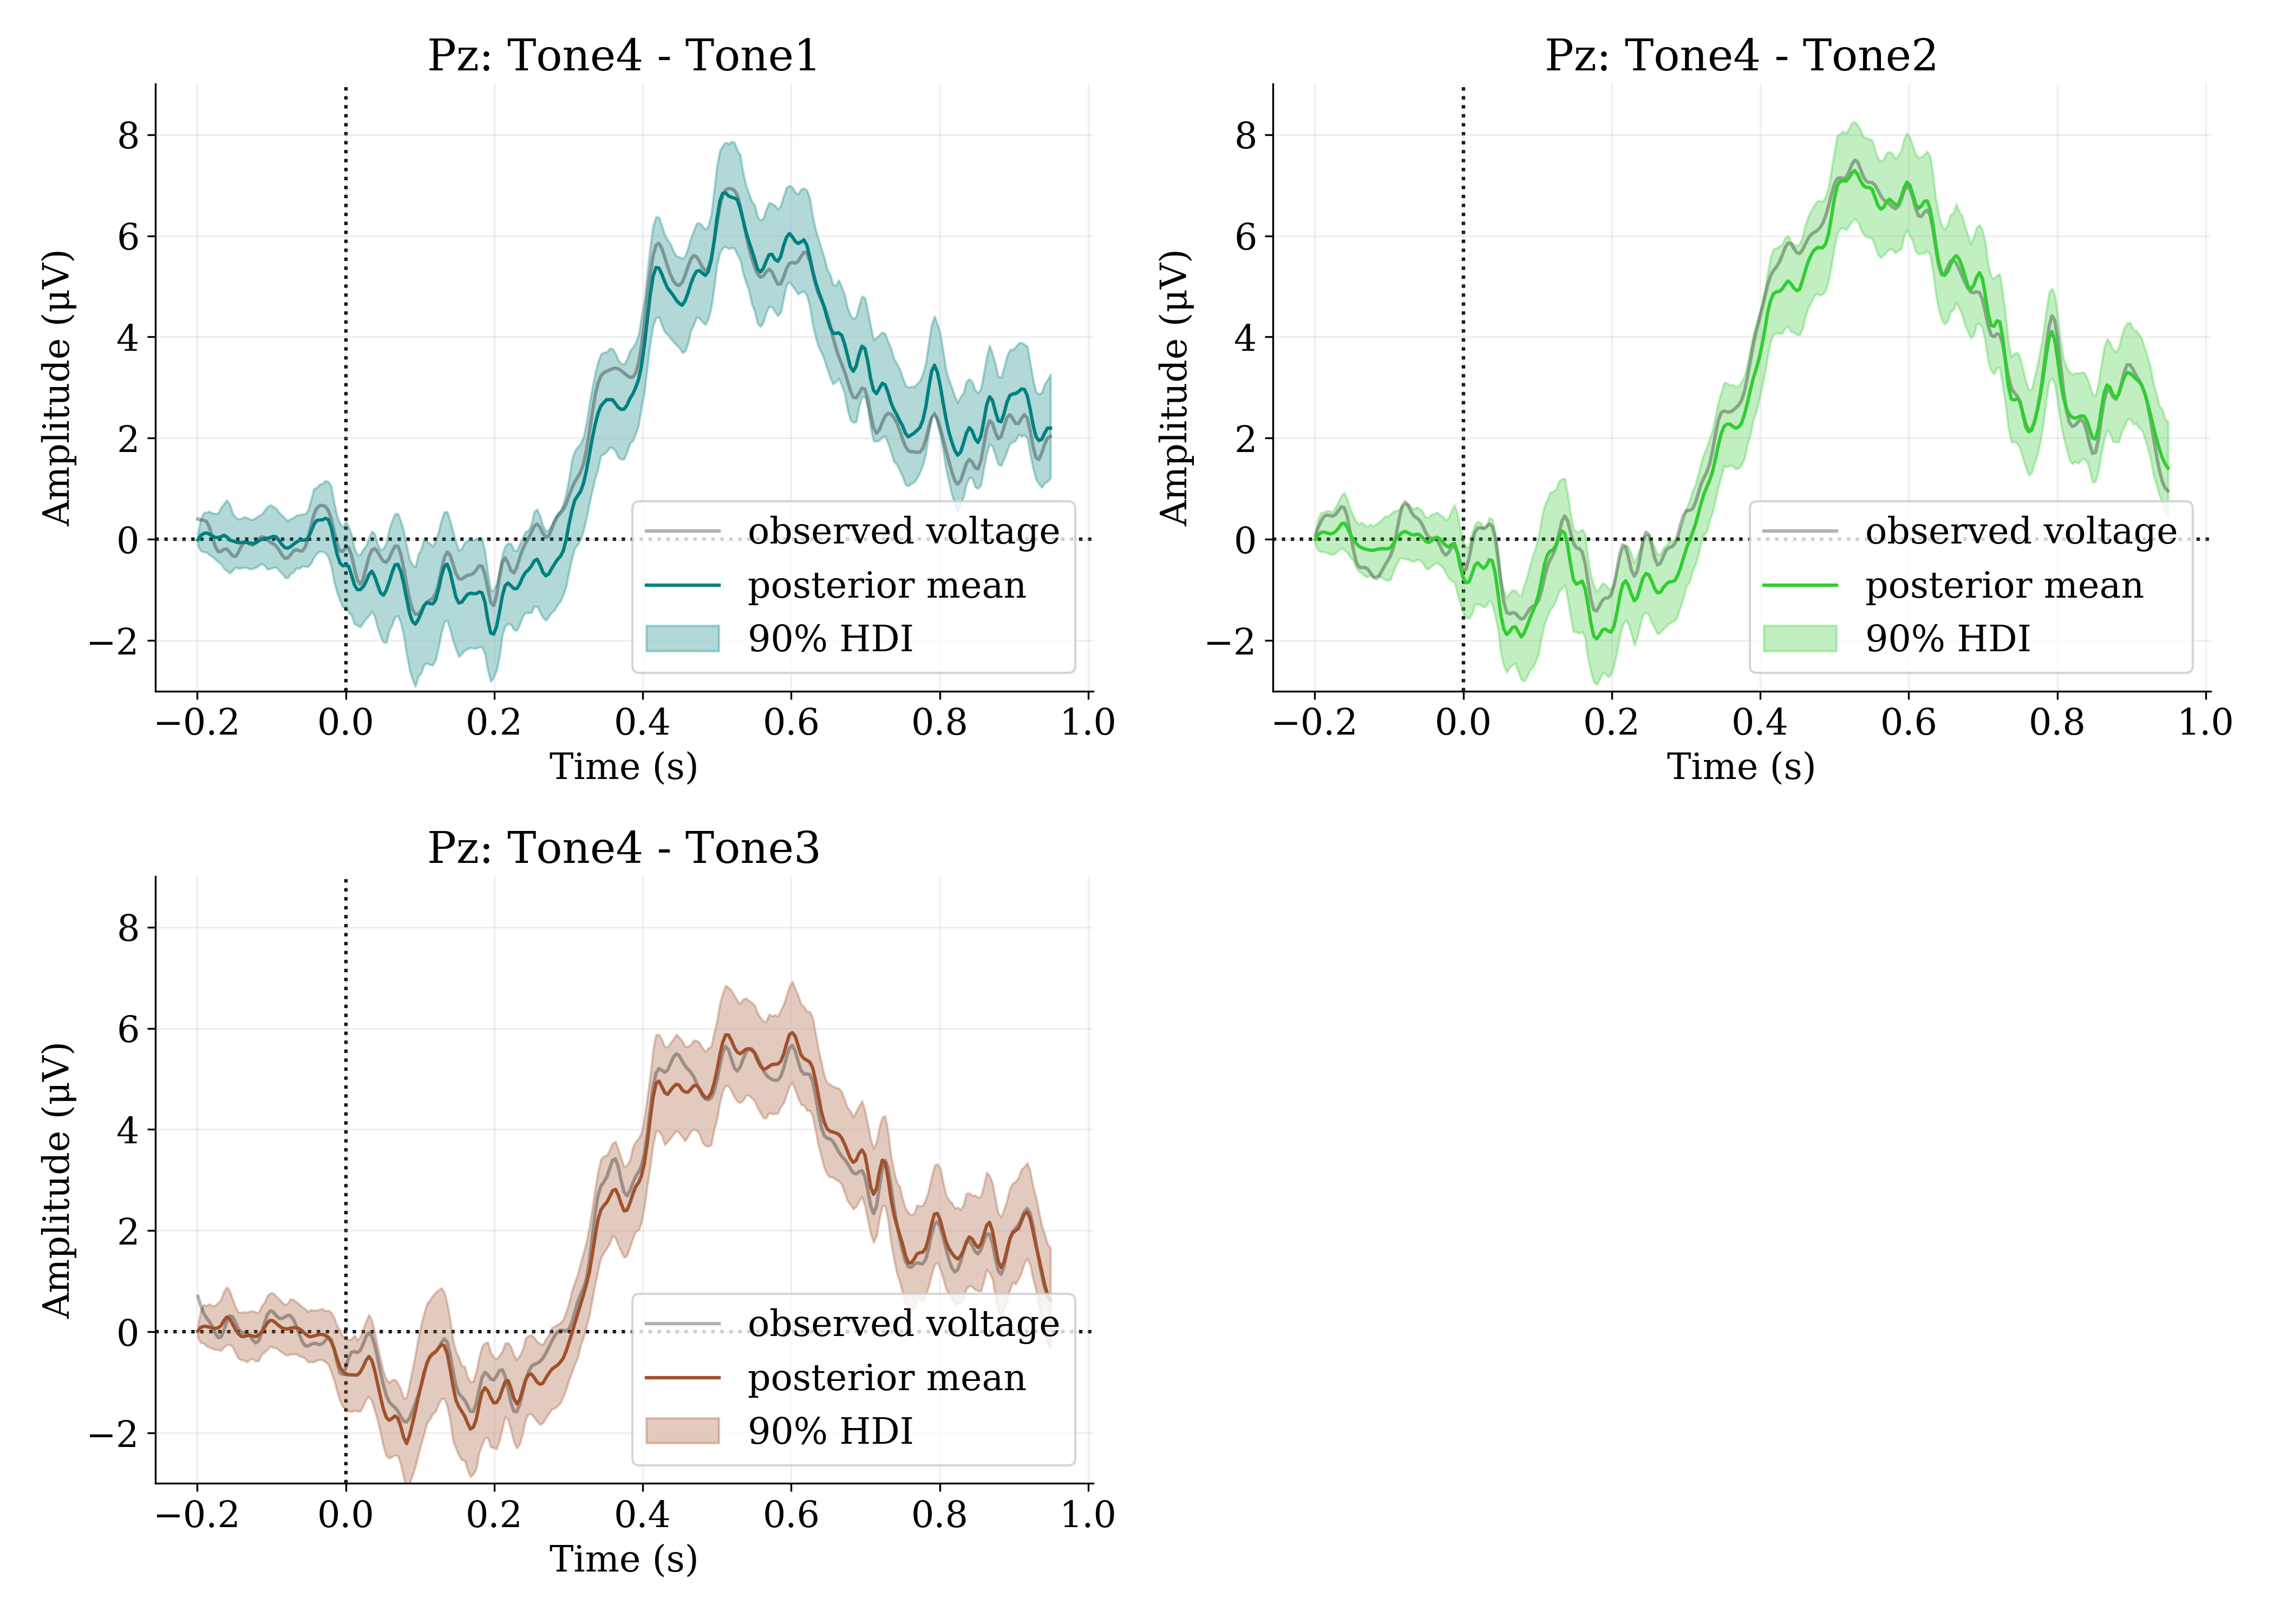 Pz: Tone4 - Tone1
Amplitude (µV)
8
6
4
2
0
−2
observed voltage
posterior mean
90% HDI
−0.2 0.0 0.2 0.4 0.6 0.8 1.0
Time (s)
Pz: Tone4 - Tone2
Amplitude (µV)
8
6
4
2
0
−2
observed voltage
posterior mean
90% HDI
−0.2 0.0 0.2 0.4 0.6 0.8 1.0
Time (s)
Pz: Tone4 - Tone3
Amplitude (µV)
8
6
4
2
0
−2
observed voltage
posterior mean
90% HDI
−0.2 0.0 0.2 0.4 0.6 0.8 1.0
Time (s)